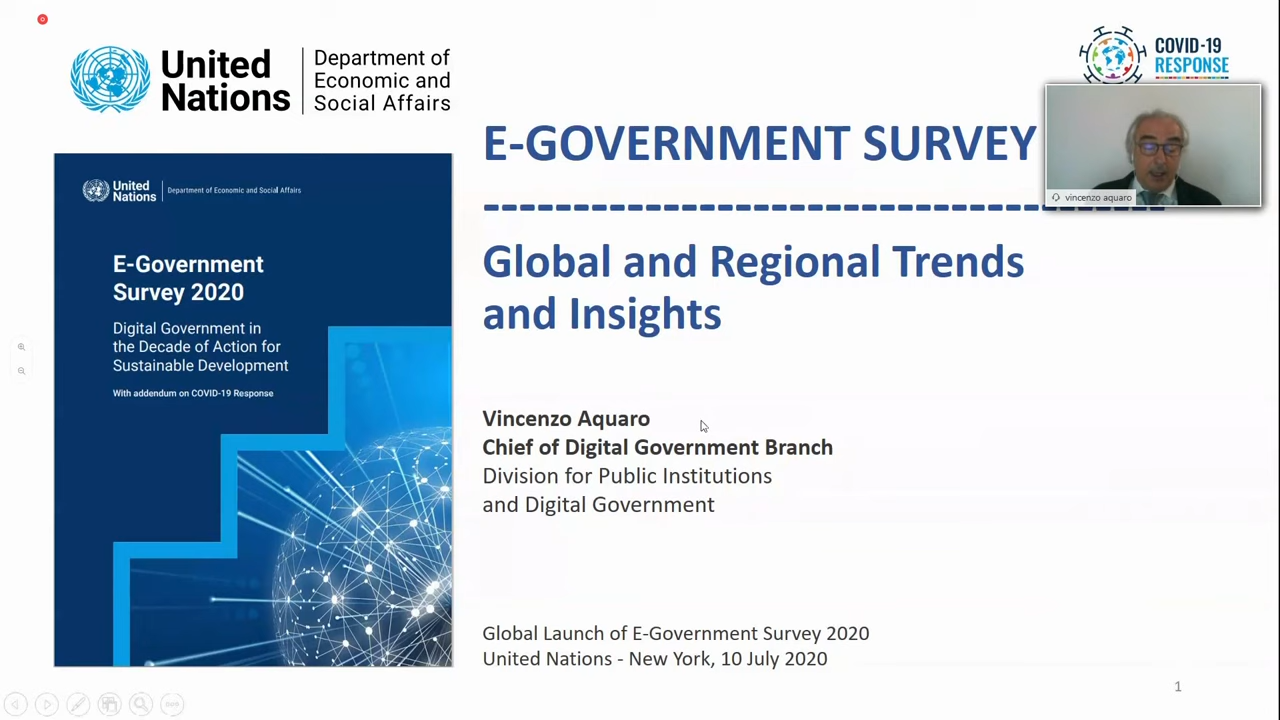 United
Nations
Department of
Economic and
Social Affairs
COVID-19
RESPONSE
E-GOVERNMENT SURVEY
vincenzo aquaro
Global and Regional Trends
and Insights
United
Nations
Department of Economic and Social Affairs
E-Government
Survey 2020
Digital Government in
the Decade of Action for
Sustainable Development
With addendum on COVID-19 Response
Vincenzo Aquaro
Chief of Digital Government Branch
Division for Public Institutions
and Digital Government
Global Launch of E-Government Survey 2020
United Nations - New York, 10 July 2020
1